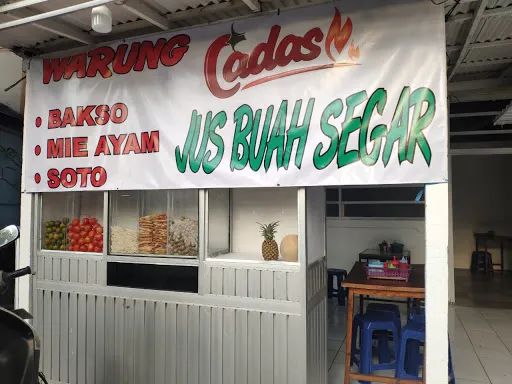 WARUNG Cadas
• BAKSO
• MIE AYAM
• SOTO
JUS BUAH SEGAR